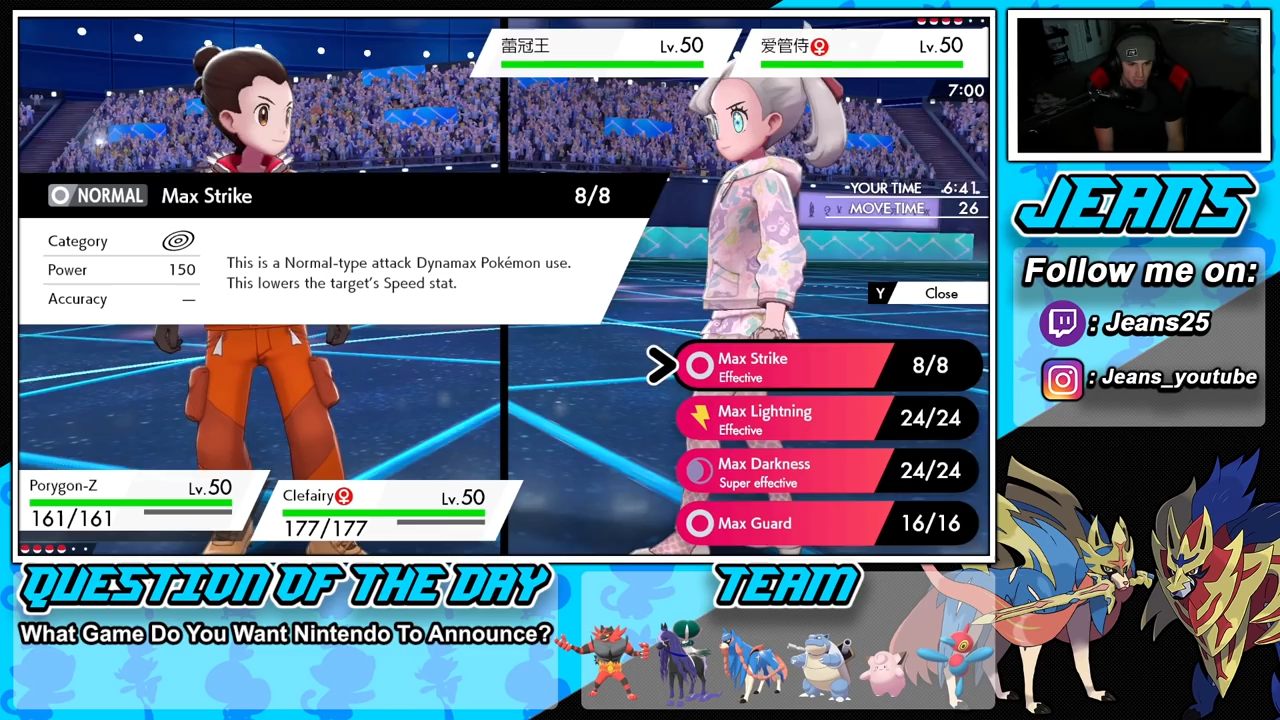 蕾冠王 Lv.50
爱管侍♀ Lv.50
7:00
NORMAL Max Strike 8/8
YOUR TIME 6:41
MOVE TIME 26
Category
Power 150
Accuracy —
This is a Normal-type attack Dynamax Pokémon use.
This lowers the target's Speed stat.
Y Close
Max Strike 8/8
Effective
Max Lightning 24/24
Effective
Max Darkness 24/24
Super effective
Max Guard 16/16
Porygon-Z Lv.50
161/161
Clefairy♀ Lv.50
177/177
JEANS
Follow me on:
: Jeans25
: Jeans_youtube
QUESTION OF THE DAY
What Game Do You Want Nintendo To Announce?
TEAM